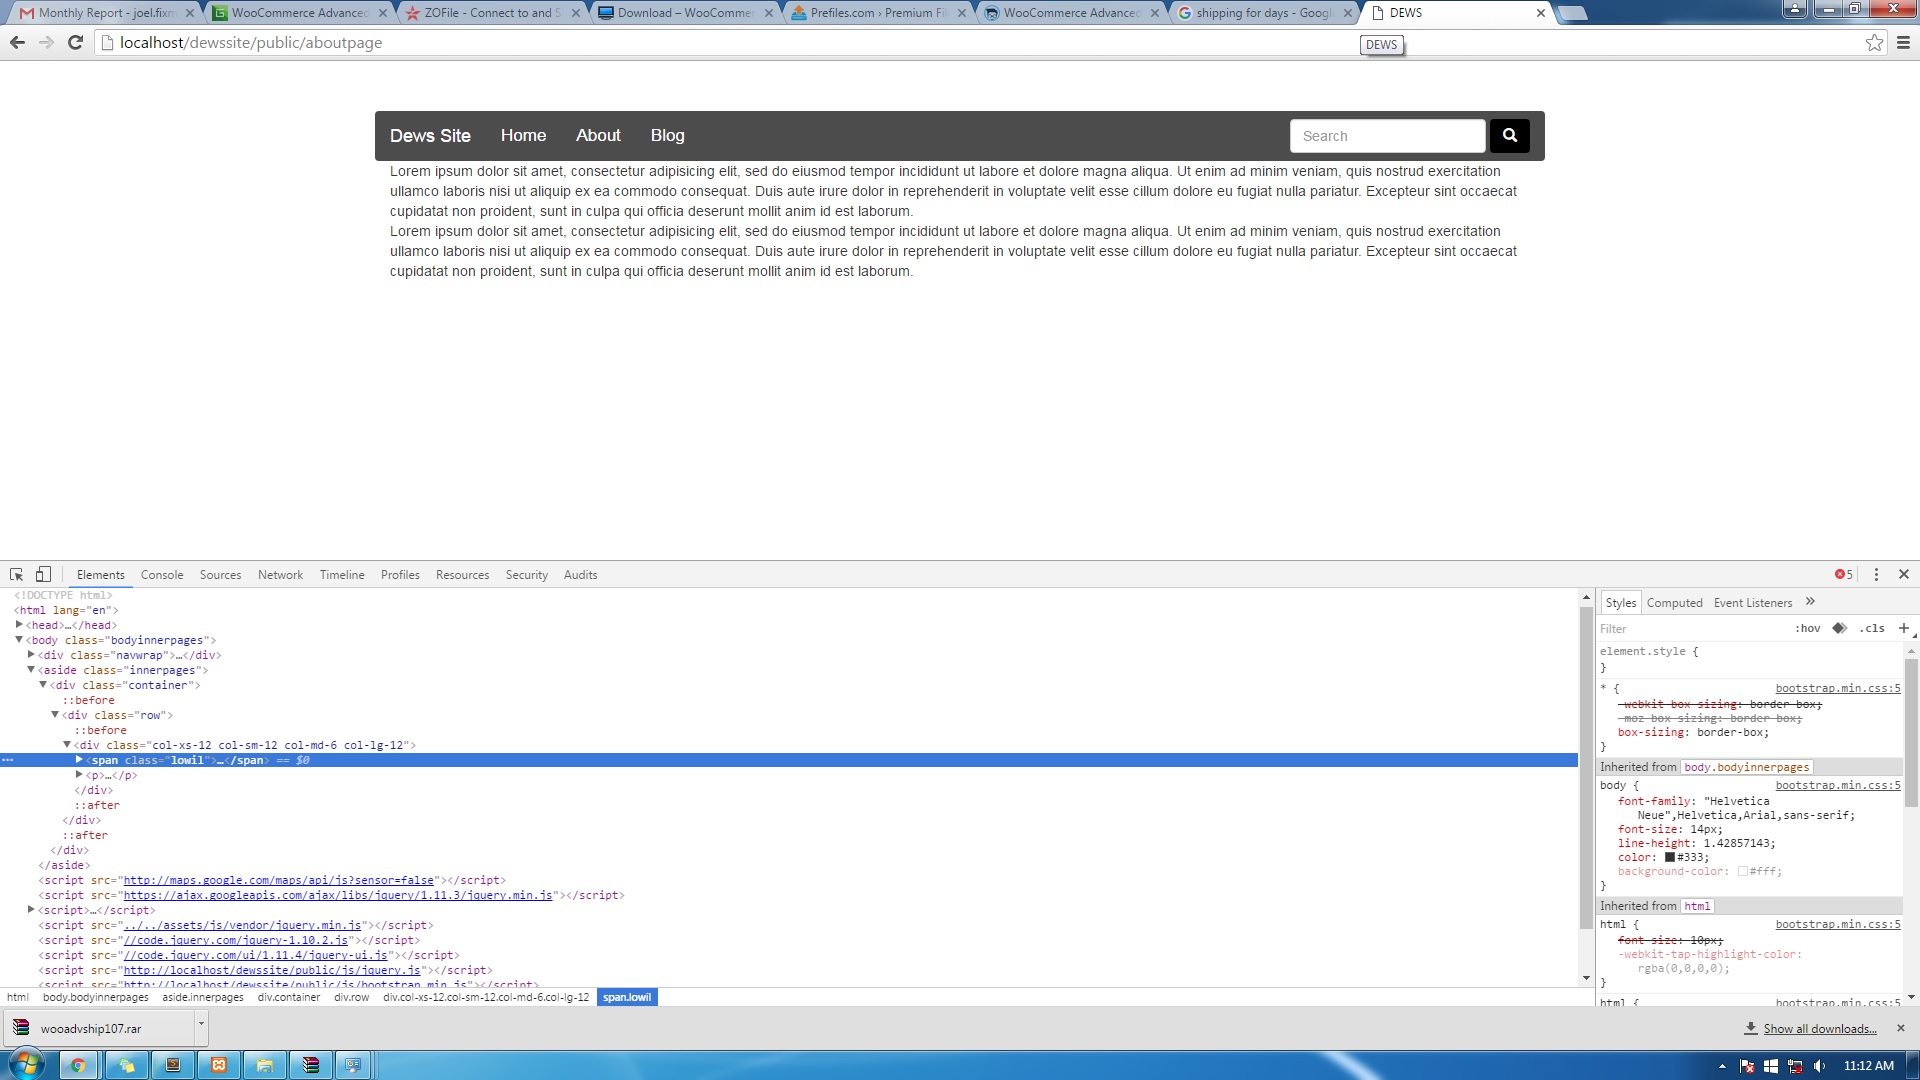 Monthly Report - joel.fixm
WooCommerce Advanced
ZOFile - Connect to and S
Download – WooCommer
Prefiles.com › Premium Fi
WooCommerce Advanced
shipping for days - Google
DEWS
localhost/dewssite/public/aboutpage
DEWS
Dews Site Home About Blog Search
Lorem ipsum dolor sit amet, consectetur adipisicing elit, sed do eiusmod tempor incididunt ut labore et dolore magna aliqua. Ut enim ad minim veniam, quis nostrud exercitation
ullamco laboris nisi ut aliquip ex ea commodo consequat. Duis aute irure dolor in reprehenderit in voluptate velit esse cillum dolore eu fugiat nulla pariatur. Excepteur sint occaecat
cupidatat non proident, sunt in culpa qui officia deserunt mollit anim id est laborum.
Lorem ipsum dolor sit amet, consectetur adipisicing elit, sed do eiusmod tempor incididunt ut labore et dolore magna aliqua. Ut enim ad minim veniam, quis nostrud exercitation
ullamco laboris nisi ut aliquip ex ea commodo consequat. Duis aute irure dolor in reprehenderit in voluptate velit esse cillum dolore eu fugiat nulla pariatur. Excepteur sint occaecat
cupidatat non proident, sunt in culpa qui officia deserunt mollit anim id est laborum.
Elements Console Sources Network Timeline Profiles Resources Security Audits 5
<!DOCTYPE html>
<html lang="en">
<head>…</head>
<body class="bodyinnerpages">
<div class="navwrap">…</div>
<aside class="innerpages">
<div class="container">
::before
<div class="row">
::before
<div class="col-xs-12 col-sm-12 col-md-6 col-lg-12">
<span class="lowil">…</span> == $0
<p>…</p>
</div>
::after
</div>
::after
</div>
</aside>
<script src="http://maps.google.com/maps/api/js?sensor=false"></script>
<script src="https://ajax.googleapis.com/ajax/libs/jquery/1.11.3/jquery.min.js"></script>
<script>…</script>
<script src="../../assets/js/vendor/jquery.min.js"></script>
<script src="//code.jquery.com/jquery-1.10.2.js"></script>
<script src="//code.jquery.com/ui/1.11.4/jquery-ui.js"></script>
<script src="http://localhost/dewssite/public/js/jquery.js"></script>
<script src="http://localhost/dewssite/public/js/bootstrap.min.js"></script>
html body.bodyinnerpages aside.innerpages div.container div.row div.col-xs-12.col-sm-12.col-md-6.col-lg-12 span.lowil
Styles Computed Event Listeners »
Filter :hov .cls +
element.style {
}
* { bootstrap.min.css:5
-webkit-box-sizing: border-box;
-moz-box-sizing: border-box;
box-sizing: border-box;
}
Inherited from body.bodyinnerpages
body { bootstrap.min.css:5
font-family: "Helvetica
Neue",Helvetica,Arial,sans-serif;
font-size: 14px;
line-height: 1.42857143;
color: #333;
background-color: #fff;
}
Inherited from html
html { bootstrap.min.css:5
font-size: 10px;
-webkit-tap-highlight-color:
rgba(0,0,0,0);
}
html { bootstrap.min.css:5
wooadvship107.rar
Show all downloads...
11:12 AM